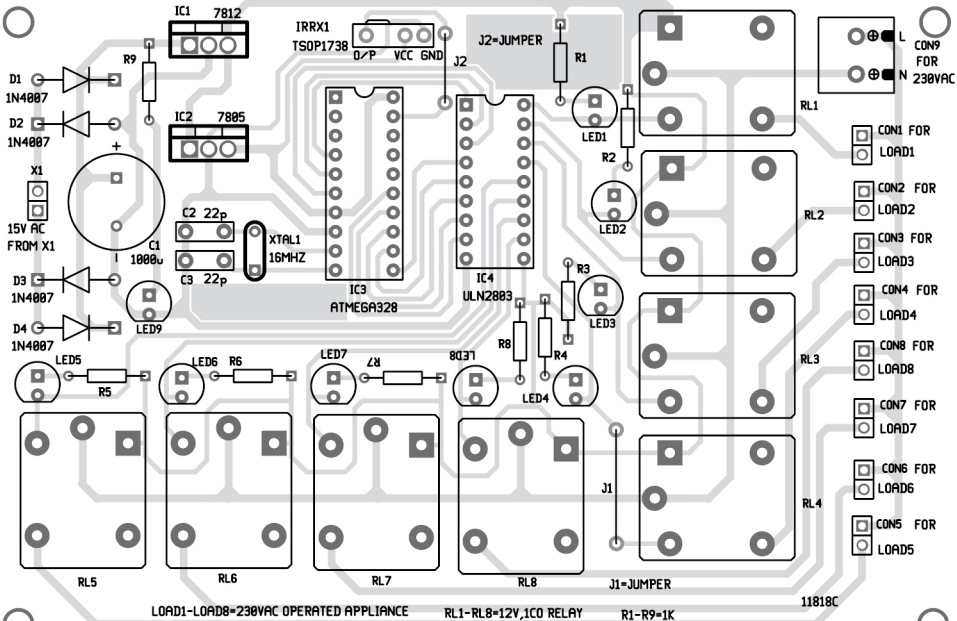 IC1 7812
IRRX1
TSOP1738
O/P VCC GND
J2=JUMPER
J2
R1
L
N
CON9
FOR
230VAC
R9
D1
1N4007
D2
1N4007
IC2 7805
LED1
R2
RL1
CON1 FOR
LOAD1
X1
15V AC
FROM X1
+
–
C1
1000u
C2 22p
C3 22p
XTAL1
16MHZ
IC3
ATMEGA328
IC4
ULN2803
LED2
RL2
CON2 FOR
LOAD2
CON3 FOR
LOAD3
D3
1N4007
D4
1N4007
LED9
R3
LED3
R8
R4
LED4
RL3
CON4 FOR
LOAD4
CON8 FOR
LOAD8
LED5
R5
LED6
R6
LED7
R7
LED8
CON7 FOR
LOAD7
CON6 FOR
LOAD6
CON5 FOR
LOAD5
J1
RL4
RL5
RL6
RL7
RL8
J1=JUMPER
11818C
LOAD1-LOAD8=230VAC OPERATED APPLIANCE
RL1-RL8=12V,1CO RELAY
R1-R9=1K